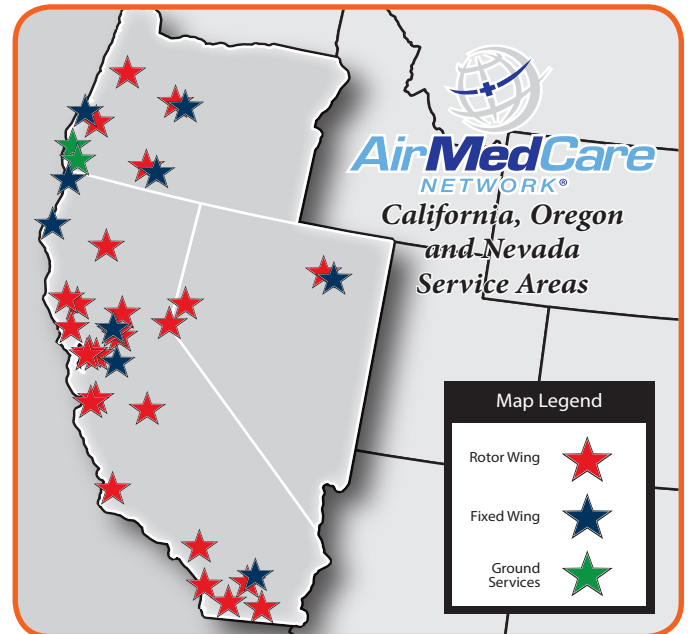 AirMedCare
NETWORK®
California, Oregon
and Nevada
Service Areas
Map Legend
Rotor Wing
Fixed Wing
Ground
Services